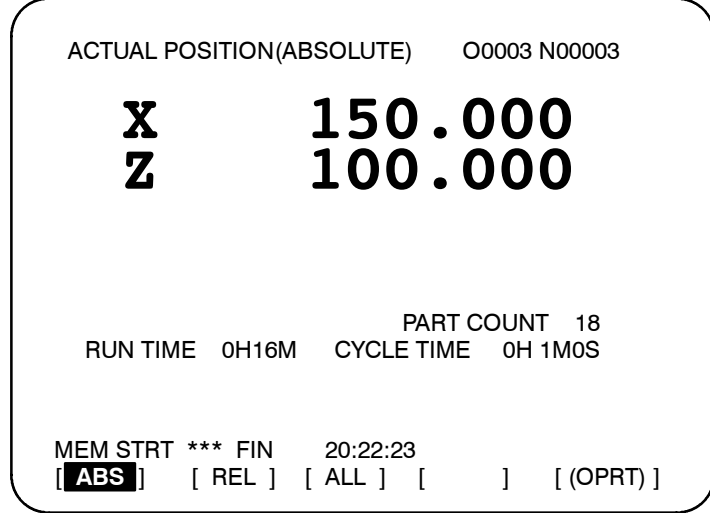 ACTUAL POSITION(ABSOLUTE) O0003 N00003
X 150.000
Z 100.000
PART COUNT 18
RUN TIME 0H16M CYCLE TIME 0H 1M0S
MEM STRT *** FIN 20:22:23
[ ABS ] [ REL ] [ ALL ] [ ] [ (OPRT) ]